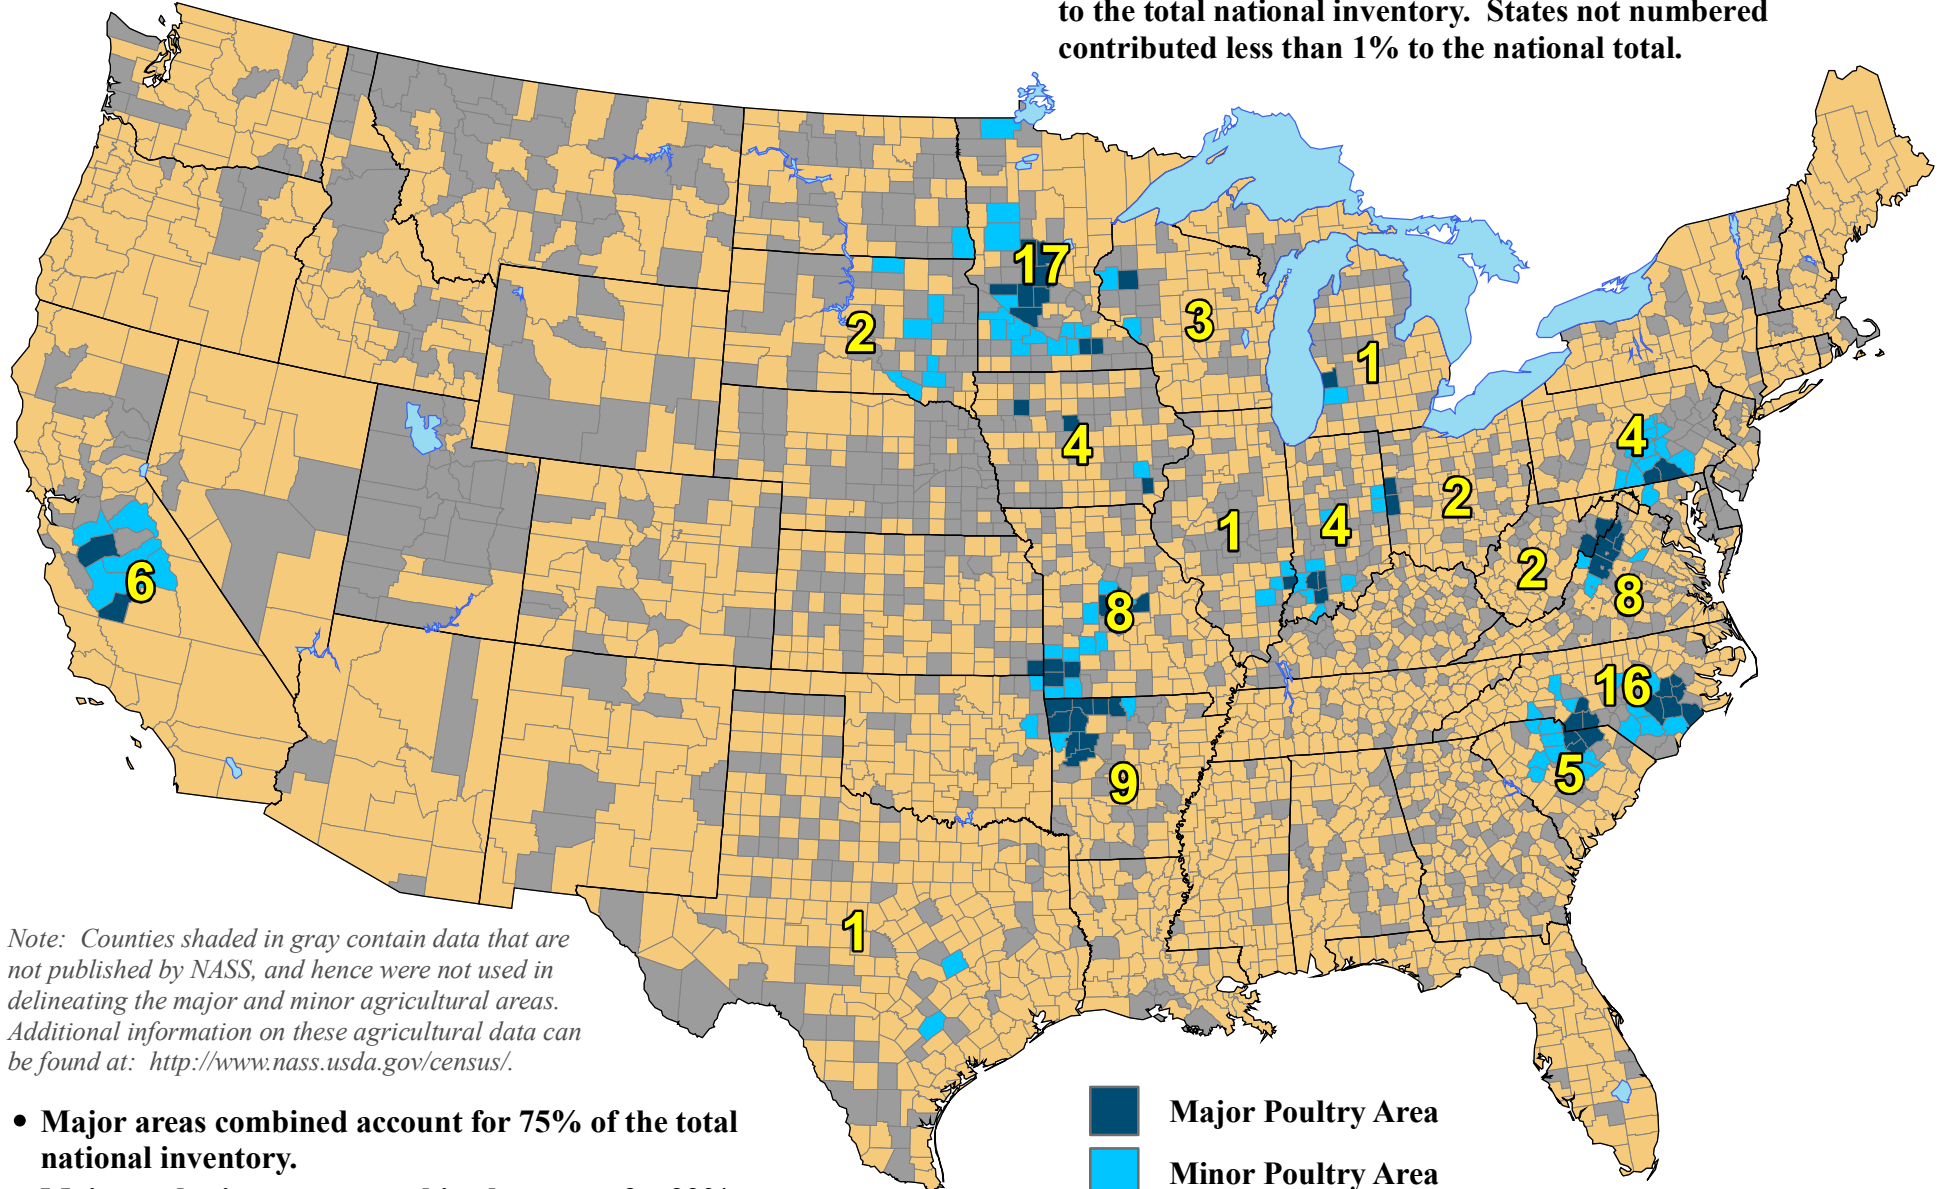 to the total national inventory.  States not numbered
contributed less than 1% to the national total.
17
2
3
1
4
4
2
1
4
6
2
8
8
16
5
9
1
Note:  Counties shaded in gray contain data that are
not published by NASS, and hence were not used in
delineating the major and minor agricultural areas.
Additional information on these agricultural data can
be found at:  http://www.nass.usda.gov/census/.
• Major areas combined account for 75% of the total
national inventory.
Major Poultry Area
Minor Poultry Area